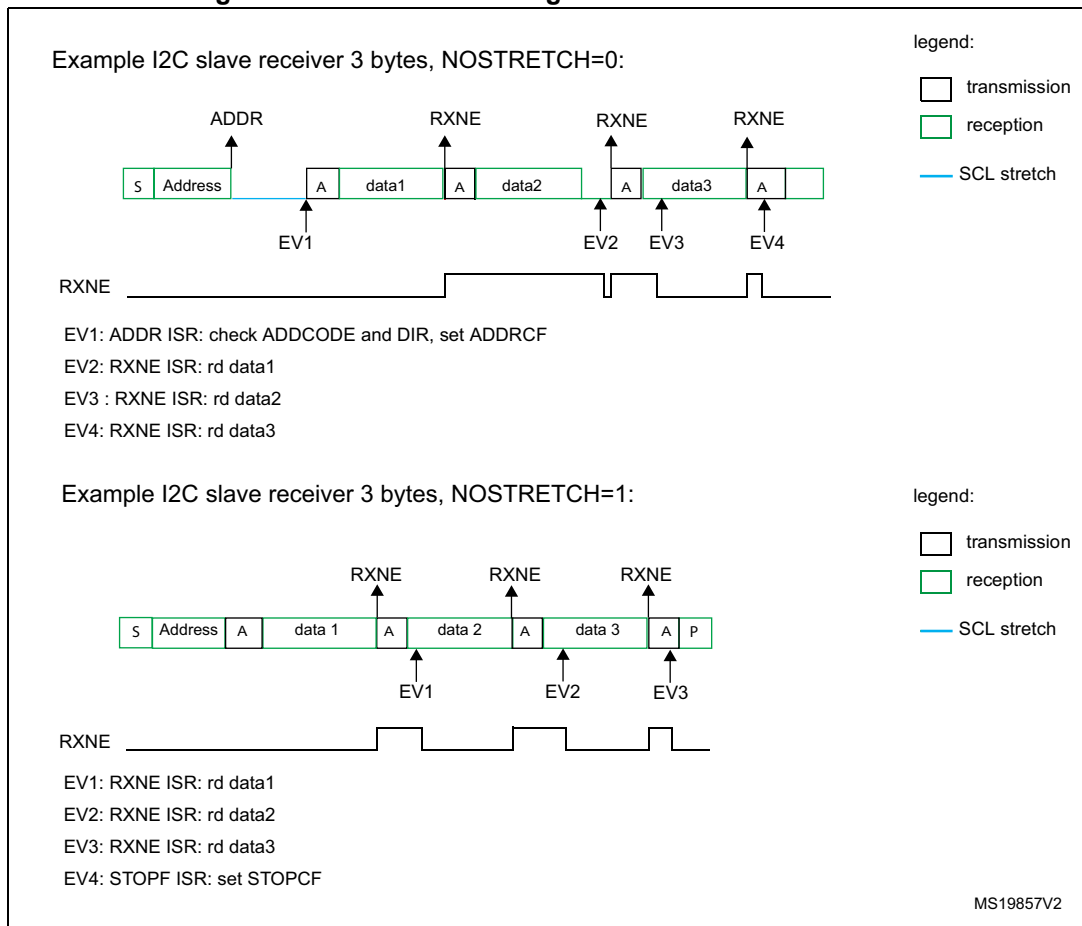 Example I2C slave receiver 3 bytes, NOSTRETCH=0:
legend:
transmission
reception
SCL stretch
ADDR RXNE RXNE RXNE
S Address A data1 A data2 A data3 A
EV1 EV2 EV3 EV4
RXNE
EV1: ADDR ISR: check ADDCODE and DIR, set ADDRCF
EV2: RXNE ISR: rd data1
EV3 : RXNE ISR: rd data2
EV4: RXNE ISR: rd data3
Example I2C slave receiver 3 bytes, NOSTRETCH=1:
legend:
transmission
reception
SCL stretch
RXNE RXNE RXNE
S Address A data 1 A data 2 A data 3 A P
EV1 EV2 EV3
RXNE
EV1: RXNE ISR: rd data1
EV2: RXNE ISR: rd data2
EV3: RXNE ISR: rd data3
EV4: STOPF ISR: set STOPCF
MS19857V2